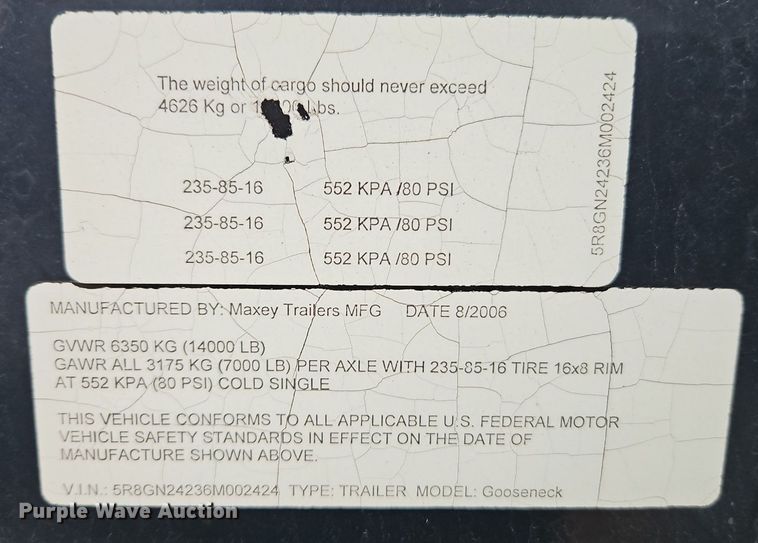 The weight of cargo should never exceed
4626 Kg or Lbs.
235-85-16 552 KPA /80 PSI
235-85-16 552 KPA /80 PSI
235-85-16 552 KPA /80 PSI
5R8GN24236M002424
MANUFACTURED BY: Maxey Trailers MFG DATE 8/2006
GVWR 6350 KG (14000 LB)
GAWR ALL 3175 KG (7000 LB) PER AXLE WITH 235-85-16 TIRE 16x8 RIM
AT 552 KPA (80 PSI) COLD SINGLE
THIS VEHICLE CONFORMS TO ALL APPLICABLE U.S. FEDERAL MOTOR
VEHICLE SAFETY STANDARDS IN EFFECT ON THE DATE OF
MANUFACTURE SHOWN ABOVE.
V.I.N.: 5R8GN24236M002424 TYPE: TRAILER MODEL: Gooseneck
Purple Wave Auction